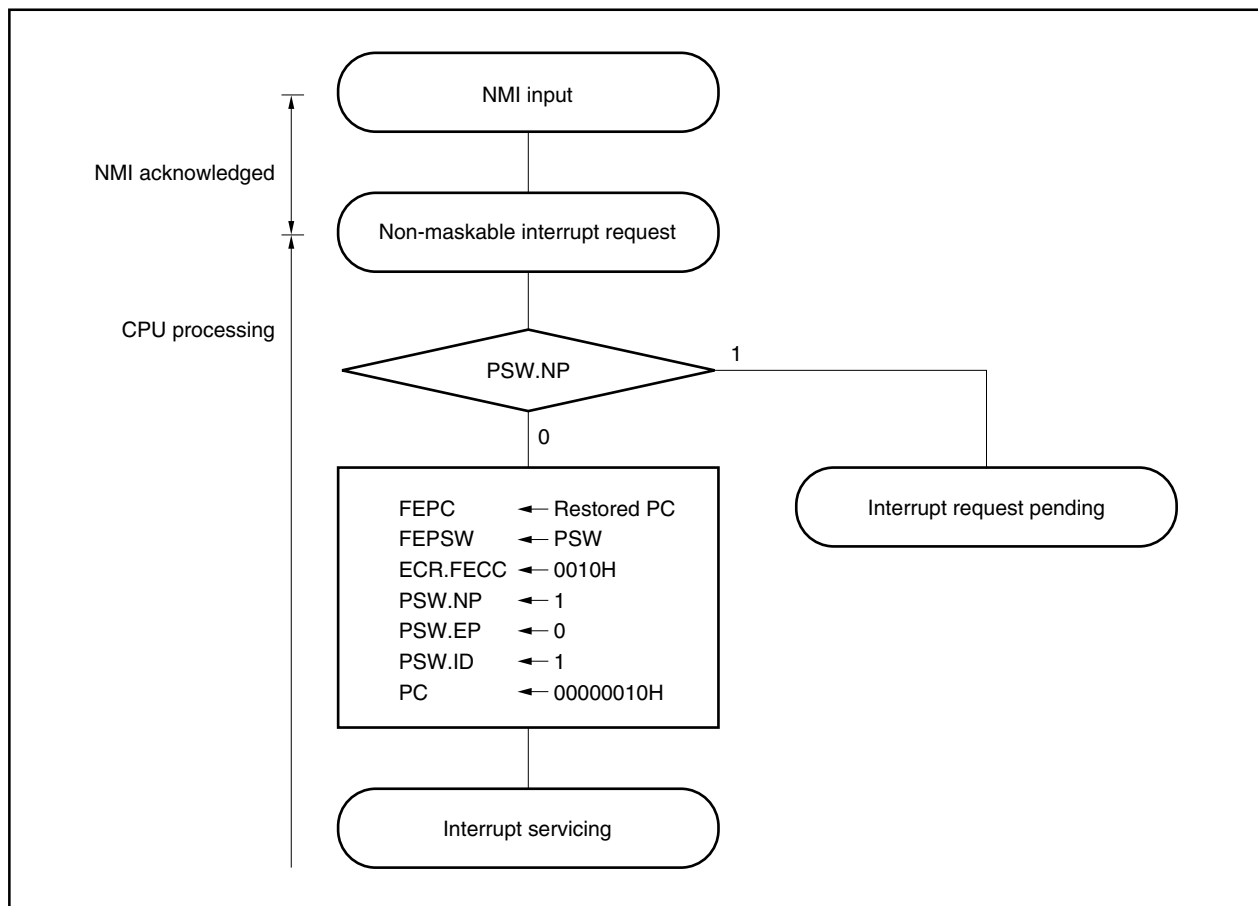 NMI input
NMI acknowledged
Non-maskable interrupt request
CPU processing
PSW.NP
1
0
FEPC ← Restored PC
FEPSW ← PSW
ECR.FECC ← 0010H
PSW.NP ← 1
PSW.EP ← 0
PSW.ID ← 1
PC ← 00000010H
Interrupt request pending
Interrupt servicing